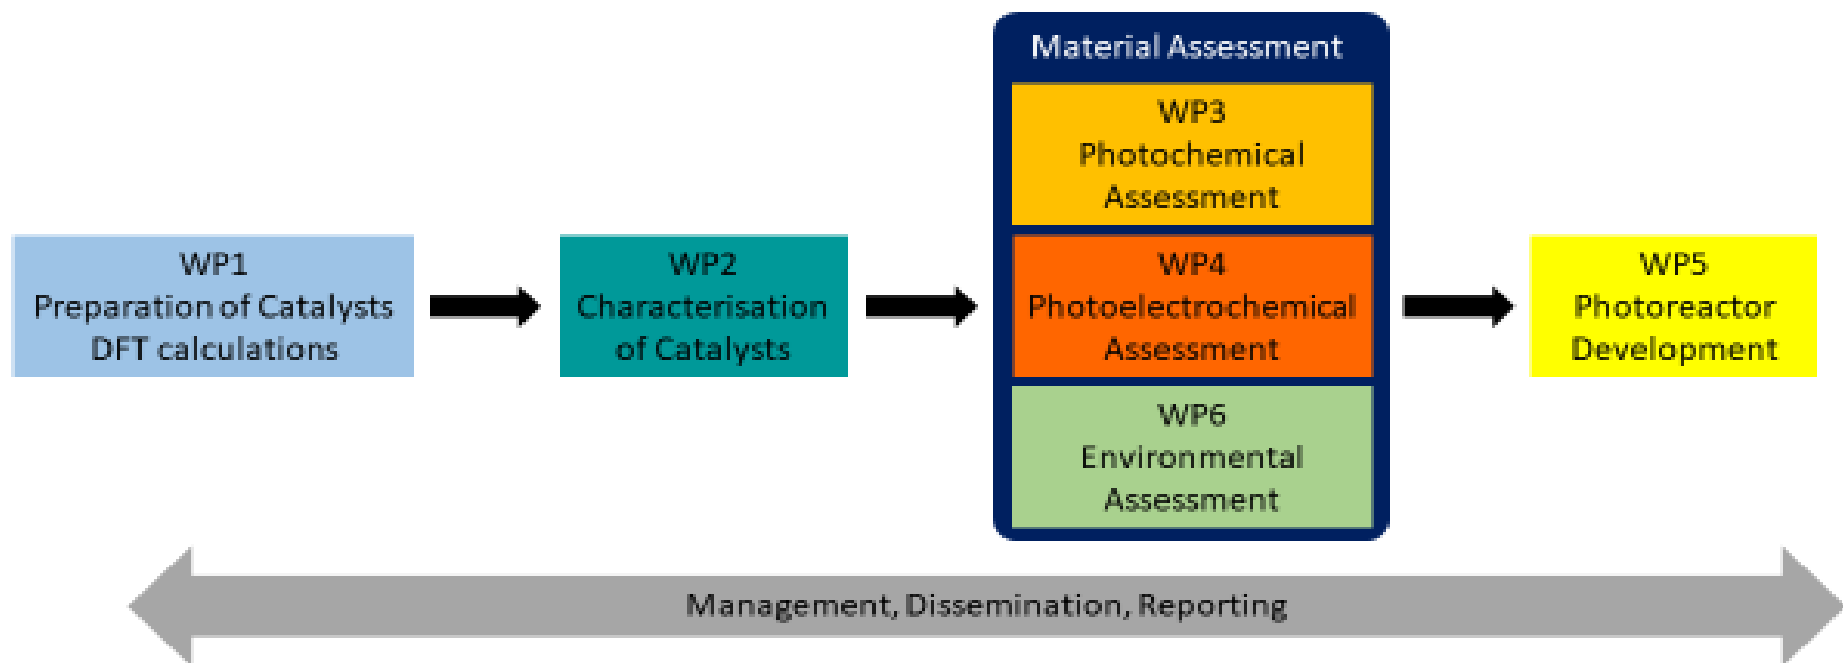 WP1
Preparation of Catalysts
DFT calculations
WP2
Characterisation
of Catalysts
Material Assessment
WP3
Photochemical
Assessment
WP4
Photoelectrochemical
Assessment
WP6
Environmental
Assessment
WP5
Photoreactor
Development
Management, Dissemination, Reporting